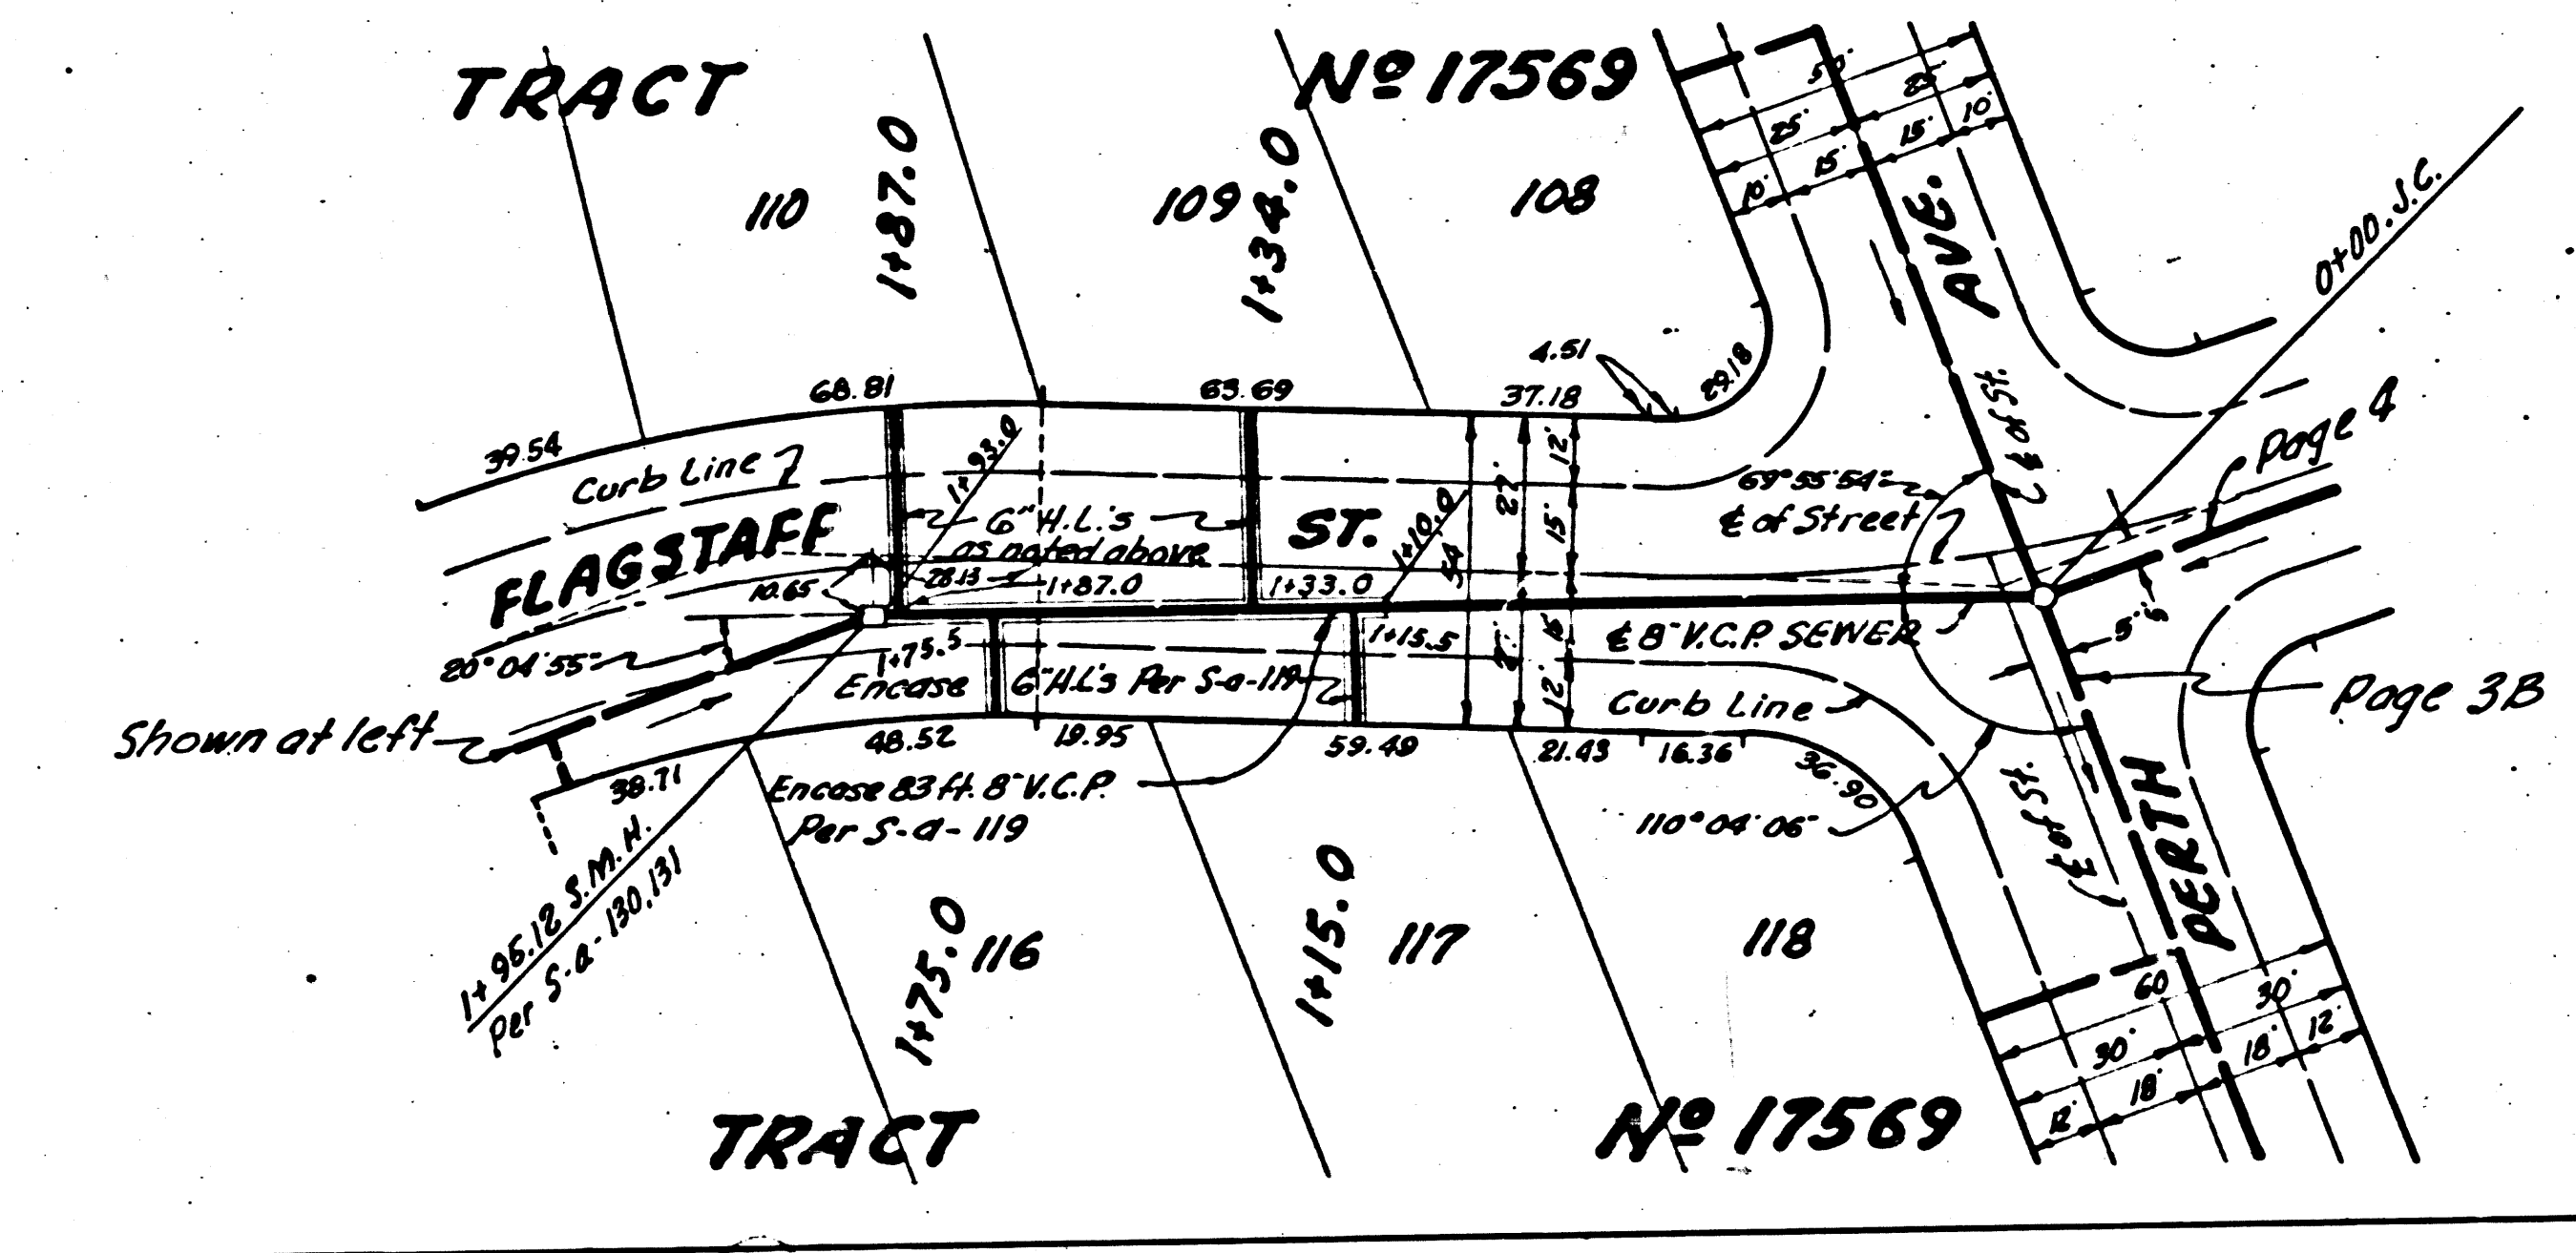 TRACT
Nº 17569
110
1+87.0
109
1+34.0
108
50'
25'
25'
15'
10'
15'
10'
AVE.
0+00. J.C.
4.51
29.18
68.81
63.69
37.18
39.54
Curb Line
1+93.0
12'
℄ of St.
Page 4
FLAGSTAFF
6" H.L.'s
as noted above
ST.
1+10.0
54
27'
15'
69°55'54"
℄ of Street
10.65
28.13
1+87.0
1+33.0
20°04'55"
1+75.5
1+15.5
27'
15'
℄ 8" V.C.P. SEWER
5'
5'
Encase
6" H.L.'s Per S-a-119
12'
Curb Line
Page 3B
Shown at left
38.71
48.52
19.95
59.49
21.43
16.36
36.90
Encase 83 ft. 8" V.C.P.
Per S-a-119
110°04'06"
℄ of St.
PERTH
1+95.12 S.M.H.
Per S-a-130,131
1+75.0
116
1+15.0
117
118
60
30'
30'
18'
12'
18'
12'
TRACT
Nº 17569